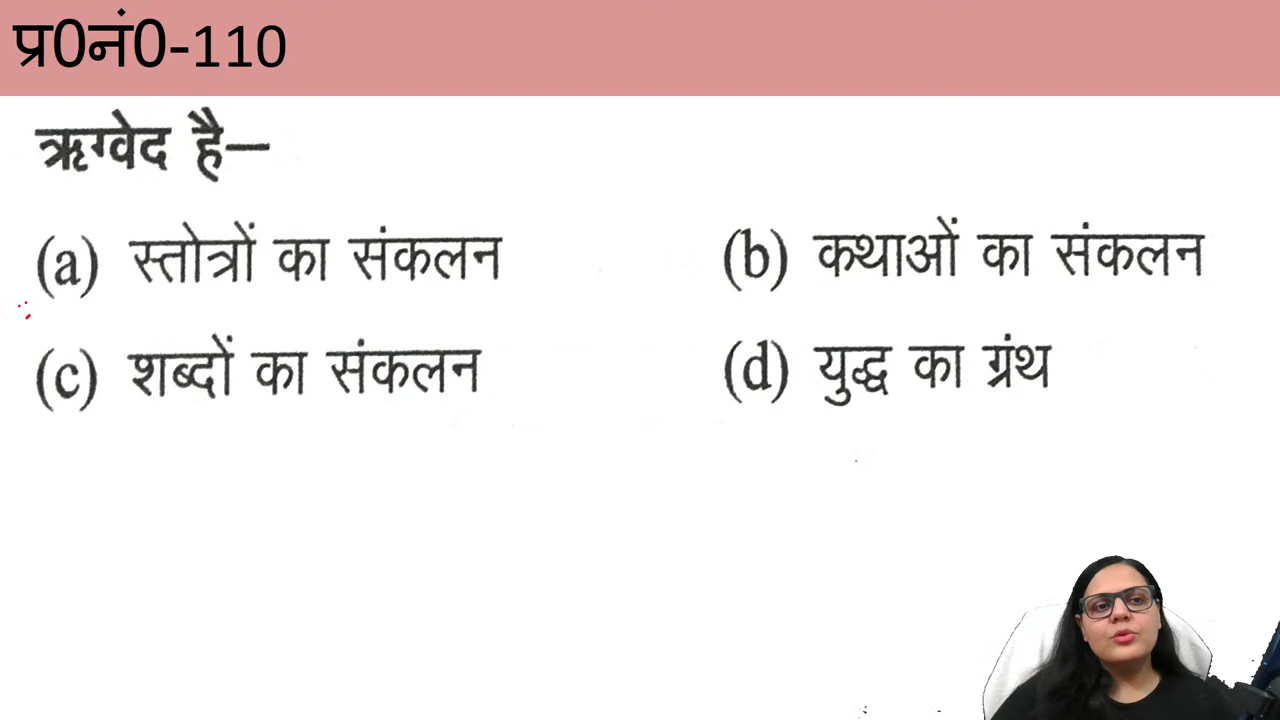 प्र0नं0-110
ऋग्वेद है—
(a) स्तोत्रों का संकलन (b) कथाओं का संकलन
(c) शब्दों का संकलन (d) युद्ध का ग्रंथ